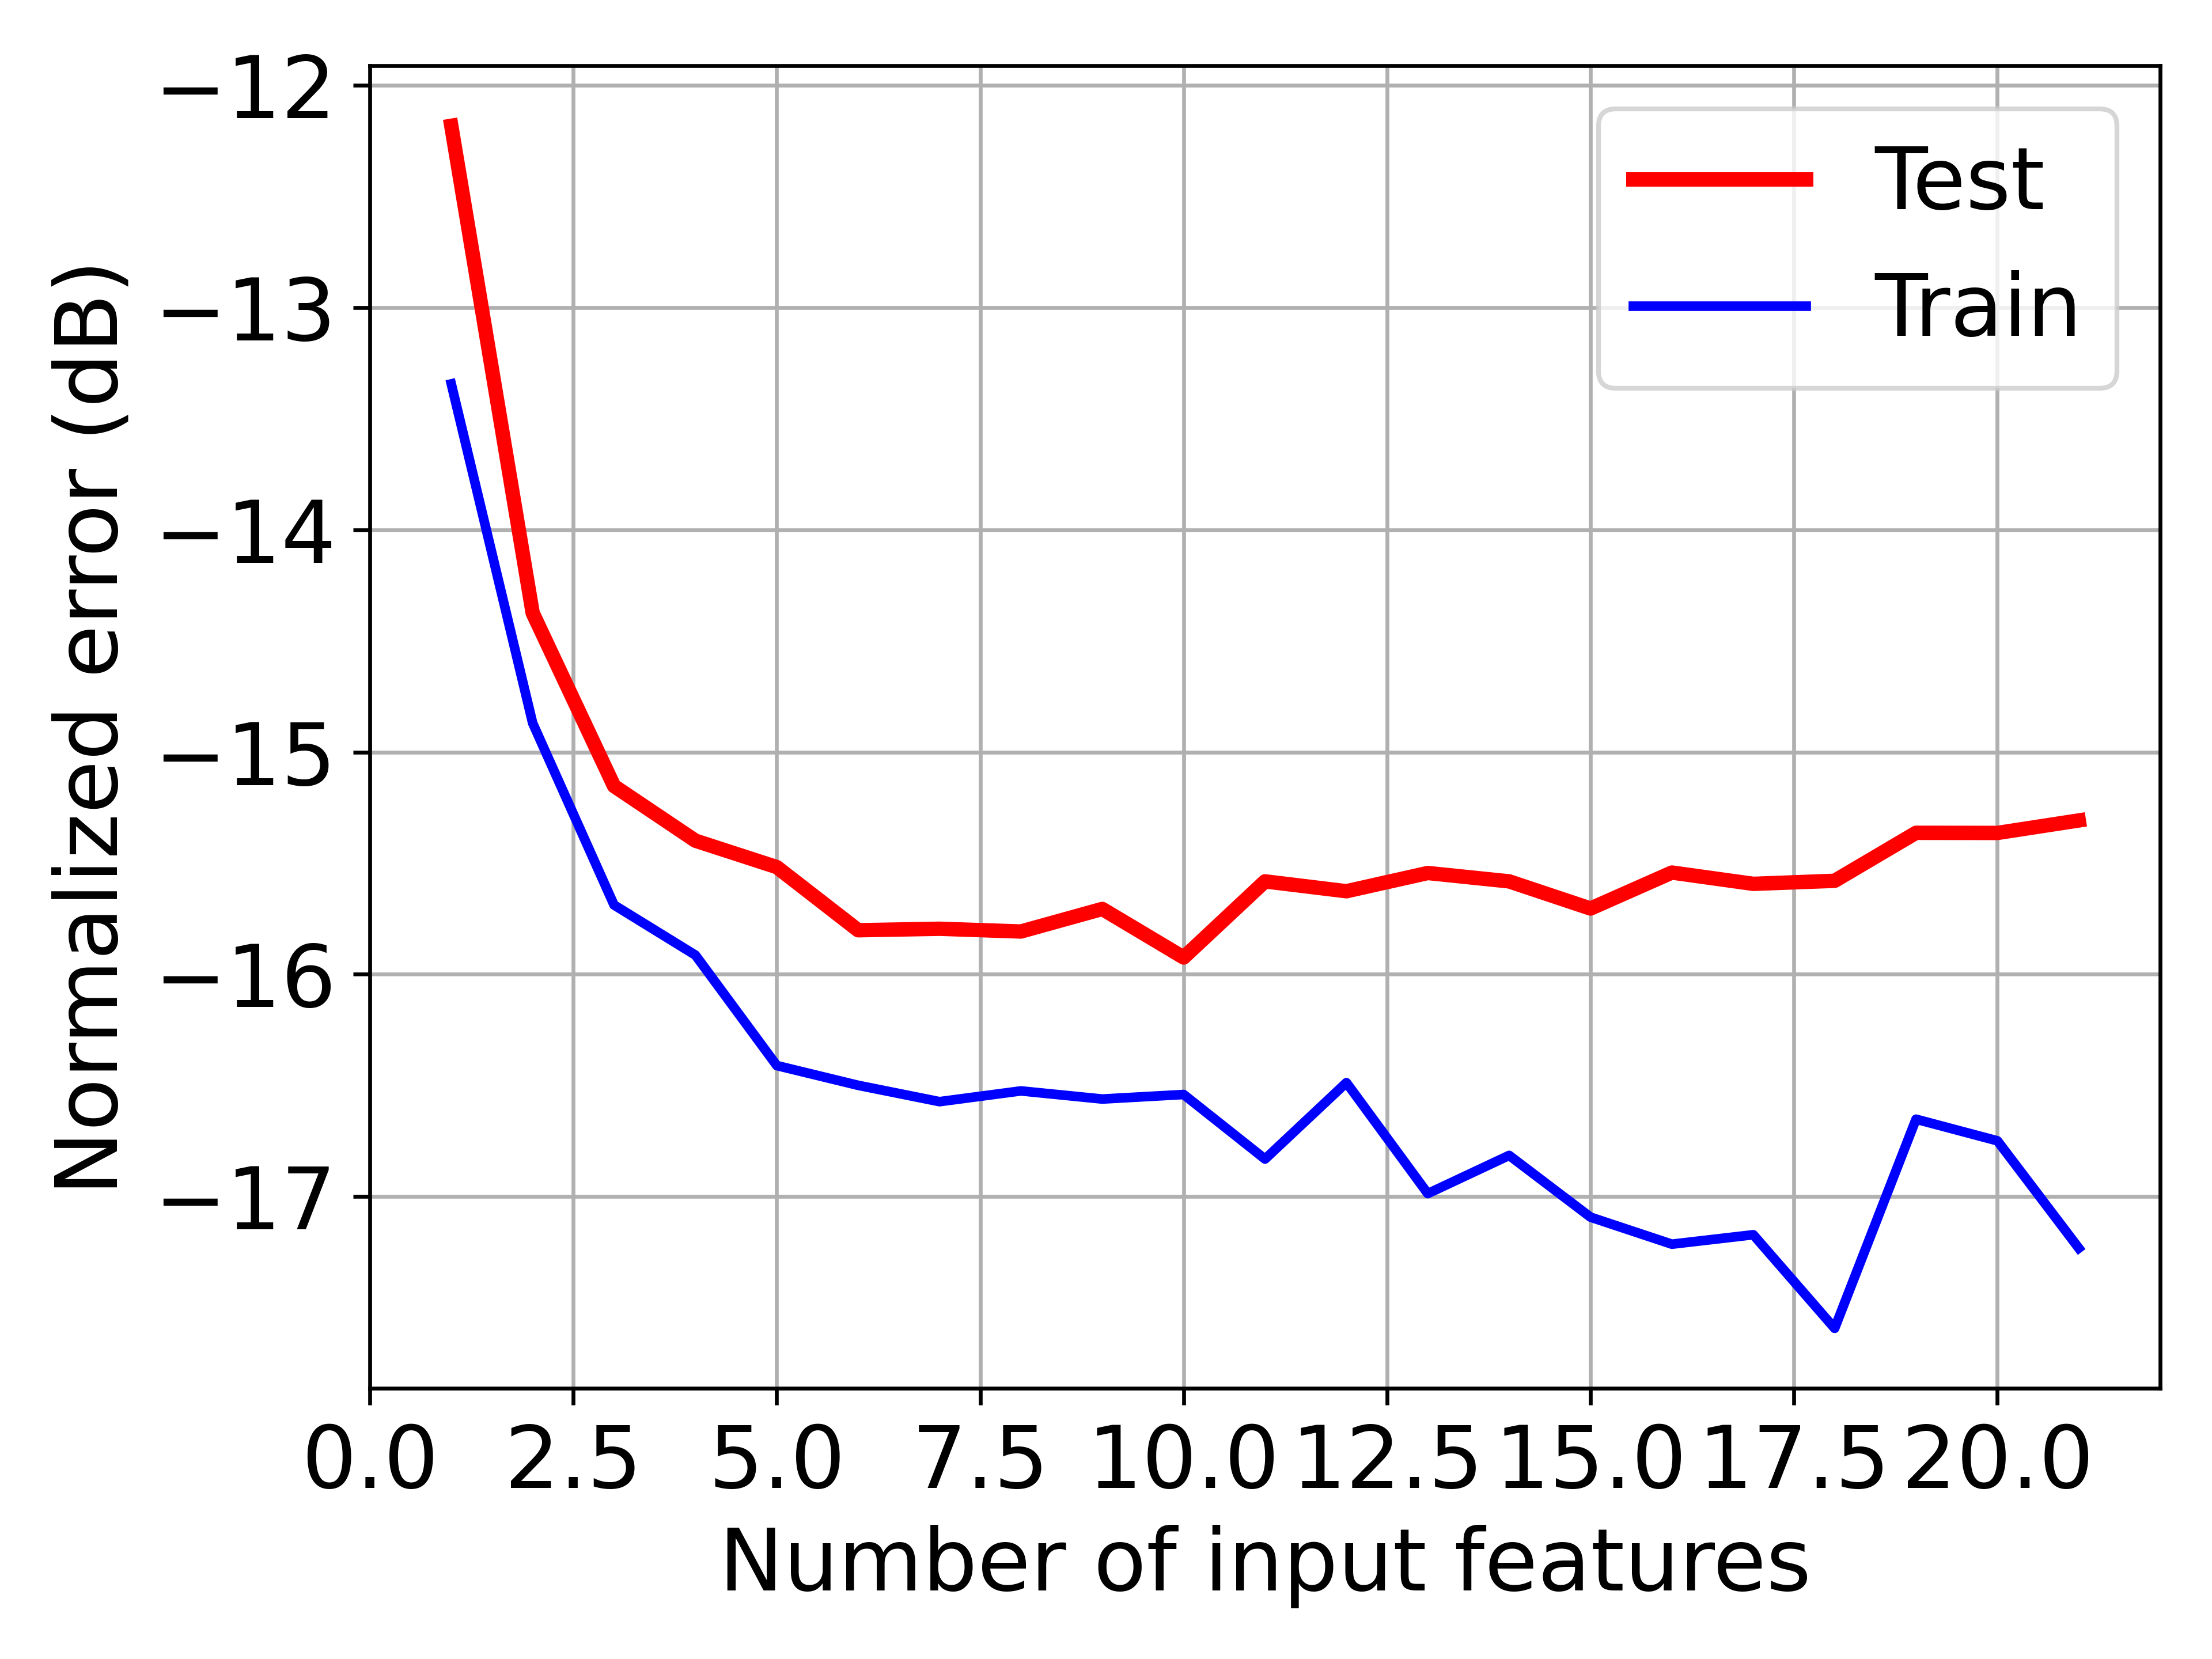 Normalized error (dB)
−12
−13
−14
−15
−16
−17
Test
Train
0.0 2.5 5.0 7.5 10.0 12.5 15.0 17.5 20.0
Number of input features